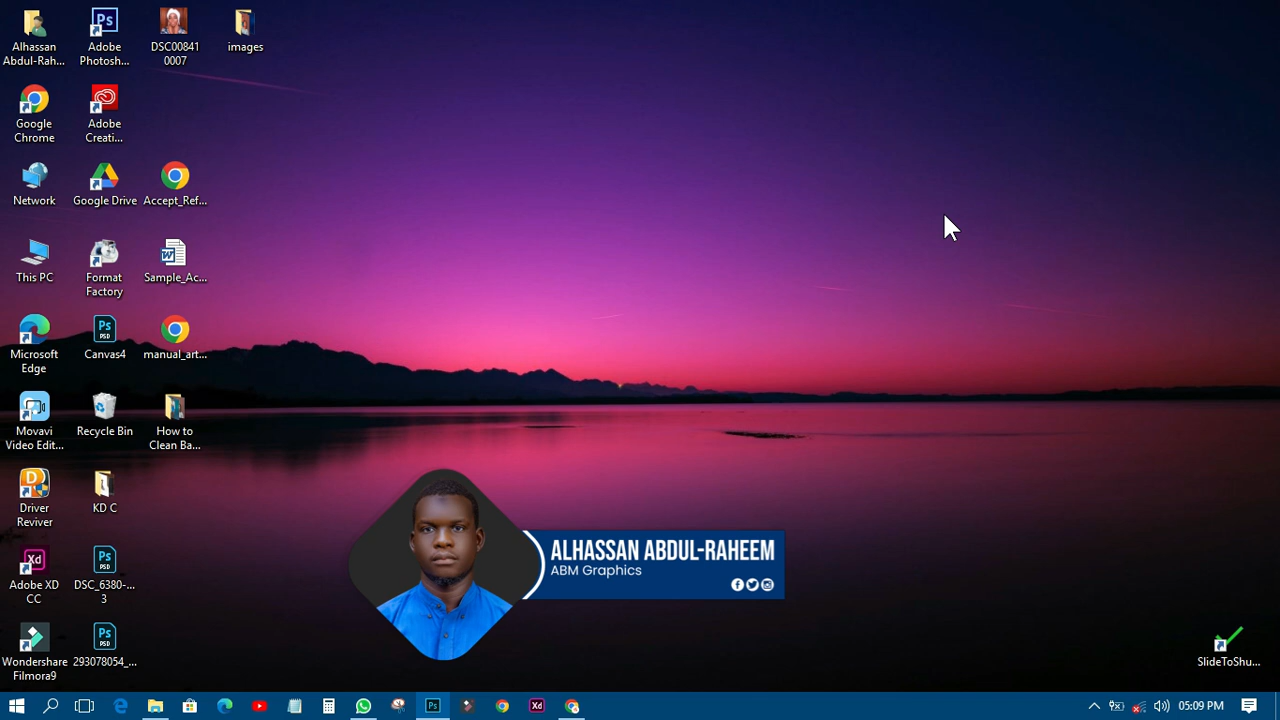 Alhassan
Abdul-Rah...
Adobe
Photosh...
DSC00841
0007
images
Google
Chrome
Adobe
Creati...
Network
Google Drive
Accept_Ref...
This PC
Format
Factory
Sample_Ac...
Microsoft
Edge
Canvas4
manual_art...
Movavi
Video Edit...
Recycle Bin
How to
Clean Ba...
Driver
Reviver
KD C
Adobe XD
CC
DSC_6380-...
3
Wondershare
Filmora9
293078054_...
ALHASSAN ABDUL-RAHEEM
ABM Graphics
SlideToShu...
05:09 PM